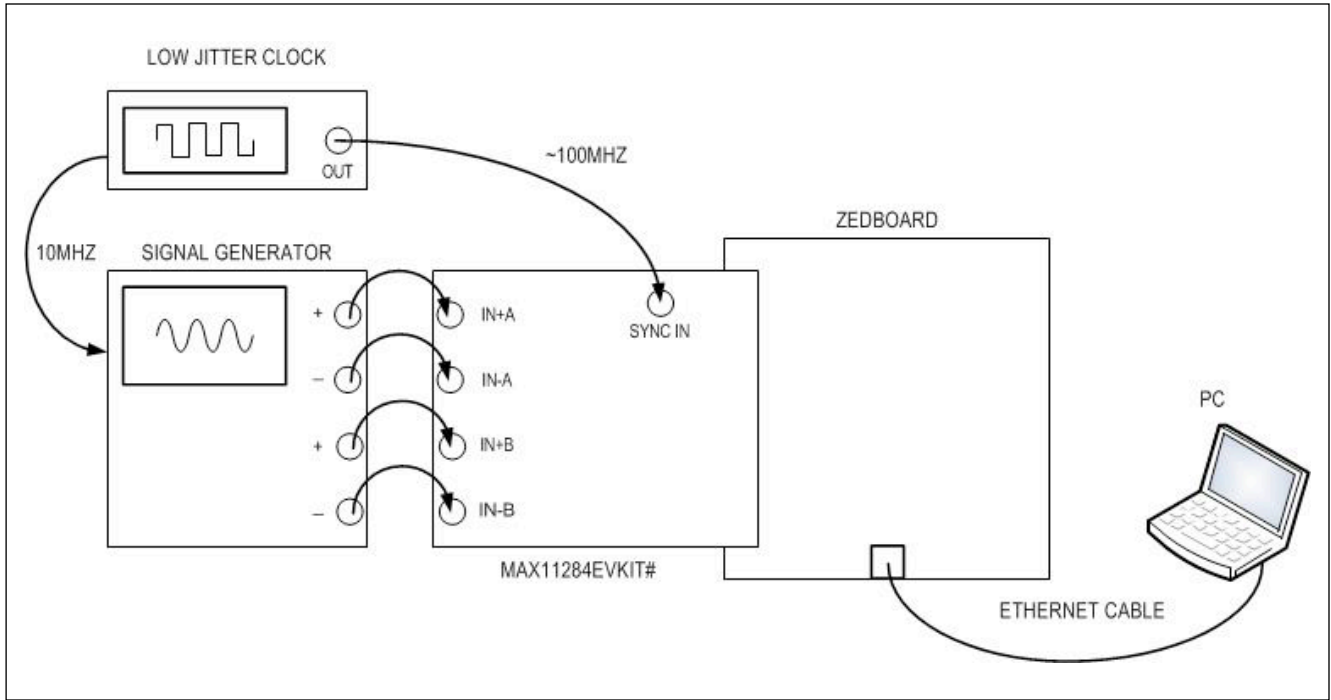 LOW JITTER CLOCK
OUT
~100MHZ
ZEDBOARD
10MHZ
SIGNAL GENERATOR
+
IN+A
SYNC IN
–
IN-A
PC
+
IN+B
–
IN-B
MAX11284EVKIT#
ETHERNET CABLE